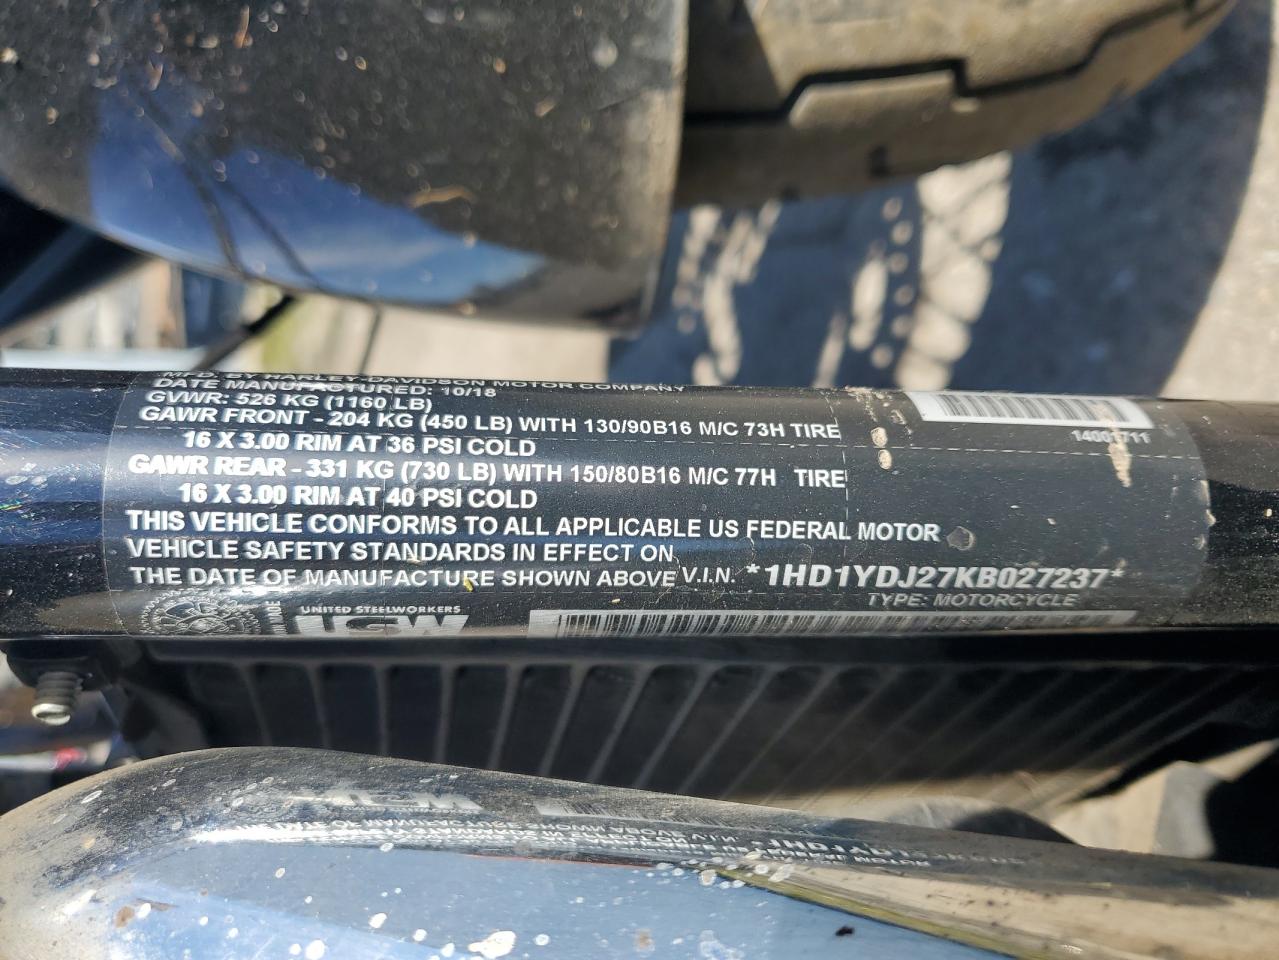 HARLEY-DAVIDSON MOTOR COMPANY
DATE MANUFACTURED: 10/18
GVWR: 526 KG (1160 LB)
GAWR FRONT - 204 KG (450 LB) WITH 130/90B16 M/C 73H TIRE
16 X 3.00 RIM AT 36 PSI COLD
GAWR REAR - 331 KG (730 LB) WITH 150/80B16 M/C 77H TIRE
16 X 3.00 RIM AT 40 PSI COLD
THIS VEHICLE CONFORMS TO ALL APPLICABLE US FEDERAL MOTOR
VEHICLE SAFETY STANDARDS IN EFFECT ON
THE DATE OF MANUFACTURE SHOWN ABOVE V.I.N. *1HD1YDJ27KB027237*
TYPE: MOTORCYCLE
MADE
UNITED STEELWORKERS
USW